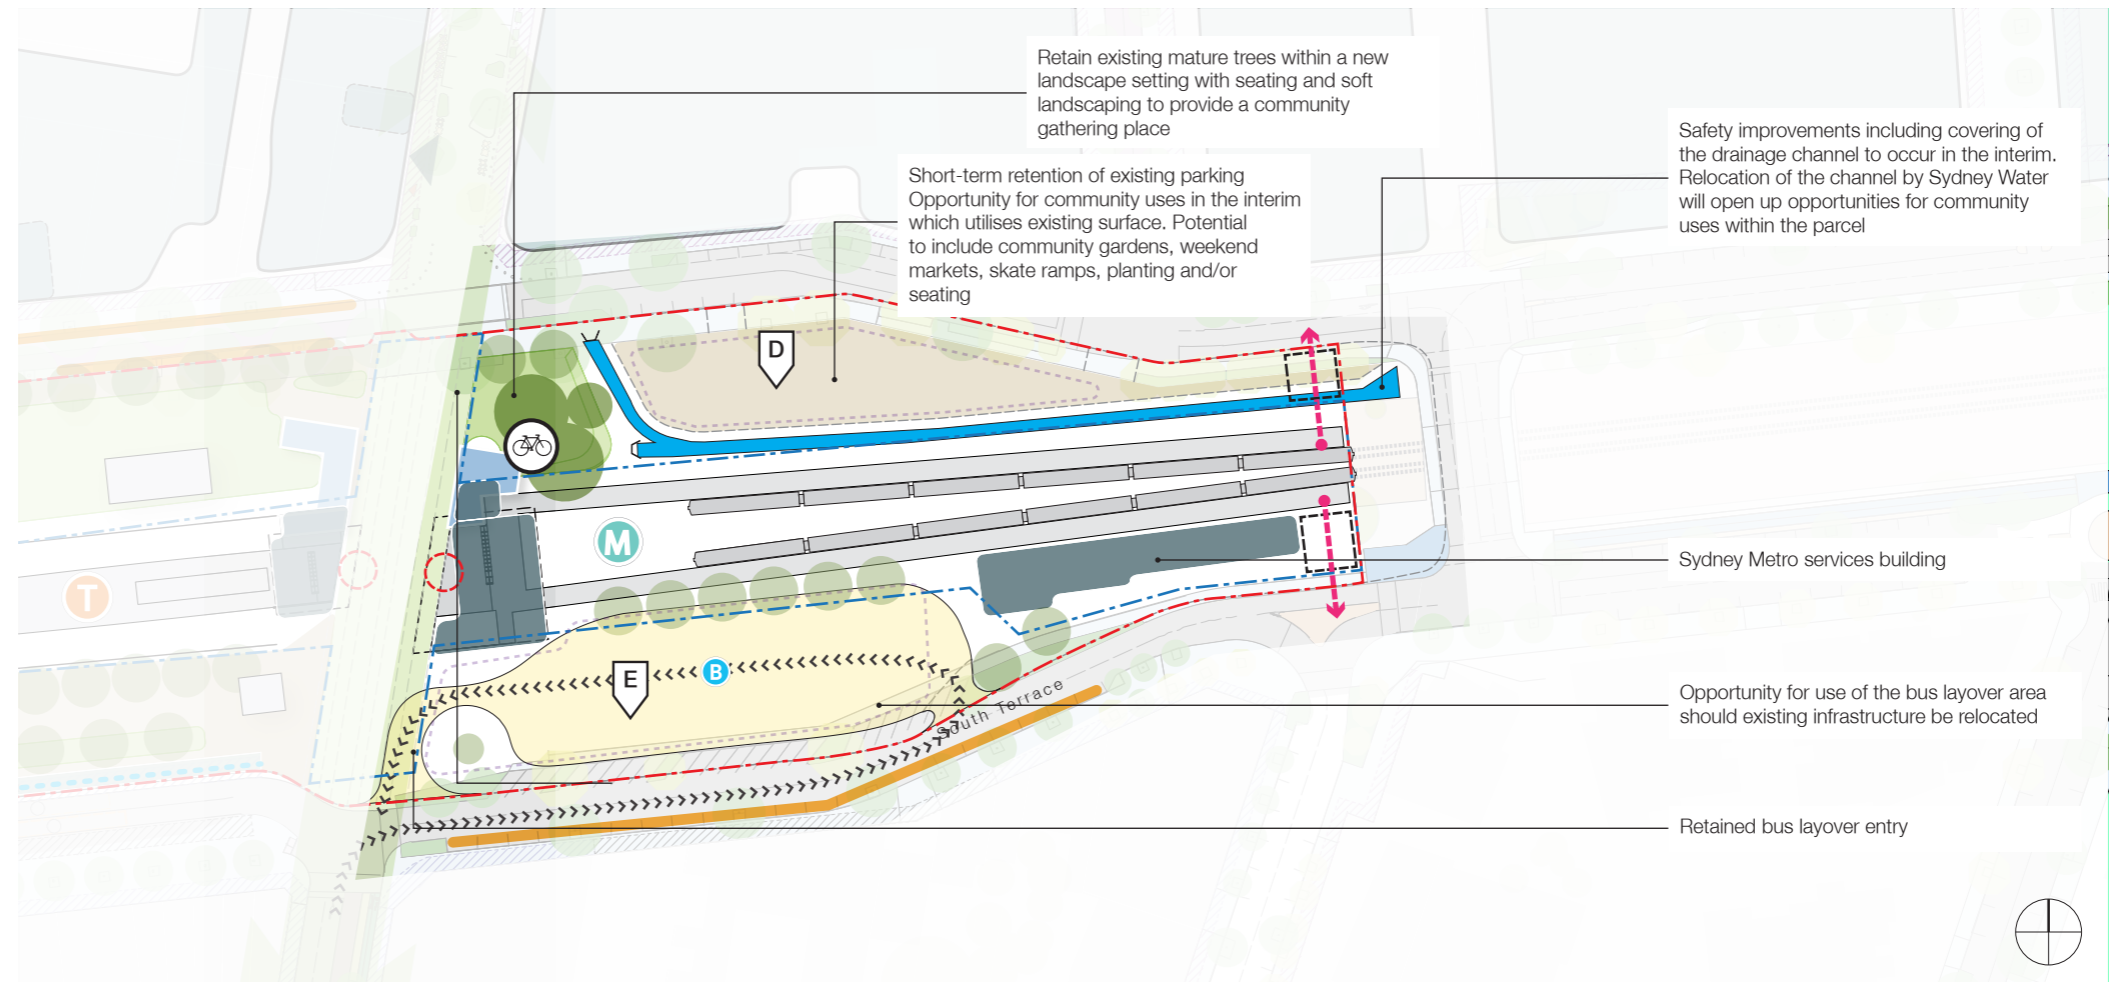 Retain existing mature trees within a new
landscape setting with seating and soft
landscaping to provide a community
gathering place
Safety improvements including covering of
the drainage channel to occur in the interim.
Relocation of the channel by Sydney Water
will open up opportunities for community
uses within the parcel
Short-term retention of existing parking
Opportunity for community uses in the interim
which utilises existing surface. Potential
to include community gardens, weekend
markets, skate ramps, planting and/or
seating
D
M
T
Sydney Metro services building
E
B
South Terrace
Opportunity for use of the bus layover area
should existing infrastructure be relocated
Retained bus layover entry